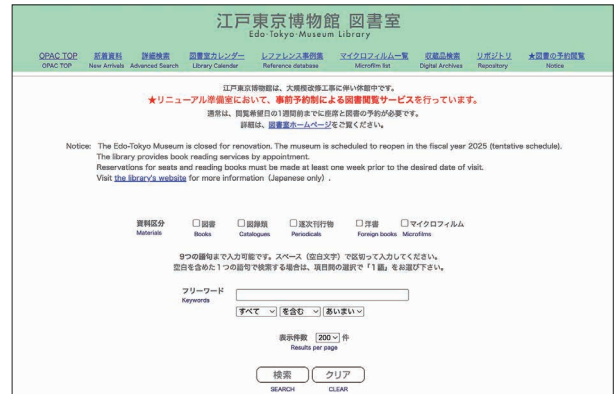 江戸東京博物館 図書室
Edo-Tokyo-Museum Library
OPAC TOP 新着資料 詳細検索 図書室カレンダー レファレンス事例集 マイクロフィルム一覧 収蔵品検索 リポジトリ ★図書の予約閲覧
OPAC TOP New Arrivals Advanced Search Library Calendar Reference database Microfilm list Digital Archives Repository Notice
江戸東京博物館は、大規模改修工事に伴い休館中です。
★リニューアル準備室において、事前予約制による図書閲覧サービスを行っています。
通常は、閲覧希望日の1週間前までに座席と図書の予約が必要です。
詳細は、図書室ホームページをご覧ください。
Notice: The Edo-Tokyo Museum is closed for renovation. The museum is scheduled to reopen in the fiscal year 2025 (tentative schedule).
The library provides book reading services by appointment.
Reservations for seats and reading books must be made at least one week prior to the desired date of visit.
Visit the library's website for more information (Japanese only) .
資料区分 図書 図録類 逐次刊行物 洋書 マイクロフィルム
Materials Books Catalogues Periodicals Foreign books Microfilms
9つの語句まで入力可能です。スペース（空白文字）で区切って入力してください。
空白を含めた1つの語句で検索する場合は、項目間の選択で「1語」をお選び下さい。
フリーワード
Keywords
すべて を含む あいまい
表示件数 200 件
Results per page
検索 クリア
SEARCH CLEAR